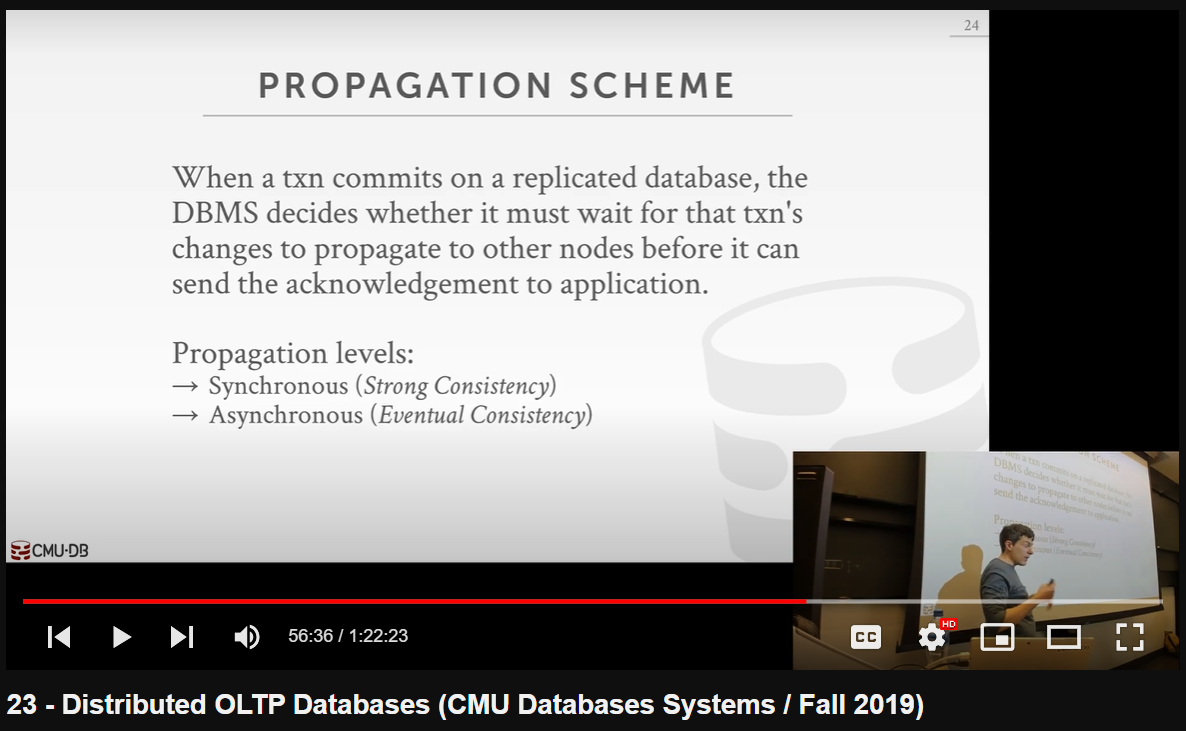 24
PROPAGATION SCHEME
When a txn commits on a replicated database, the
DBMS decides whether it must wait for that txn's
changes to propagate to other nodes before it can
send the acknowledgement to application.
Propagation levels:
→ Synchronous (Strong Consistency)
→ Asynchronous (Eventual Consistency)
CMU·DB
56:36 / 1:22:23
CC
HD
23 - Distributed OLTP Databases (CMU Databases Systems / Fall 2019)